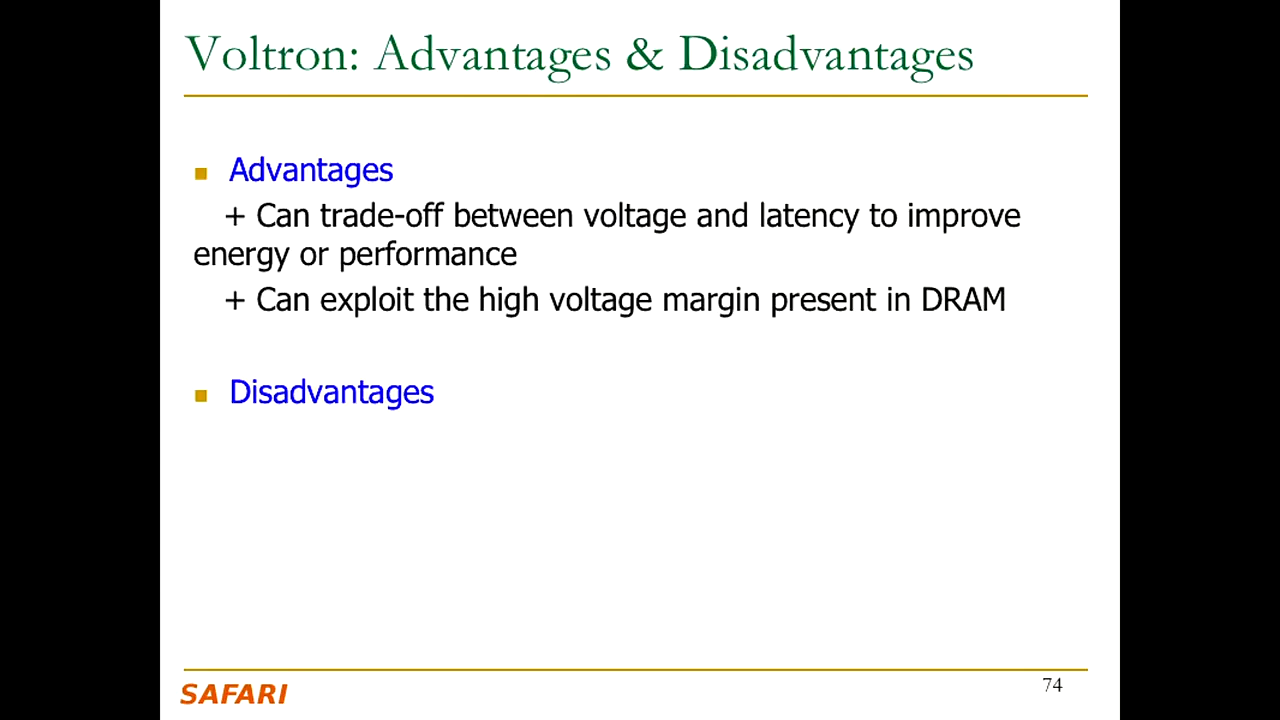 Voltron: Advantages & Disadvantages
Advantages
+ Can trade-off between voltage and latency to improve
energy or performance
+ Can exploit the high voltage margin present in DRAM
Disadvantages
SAFARI
74